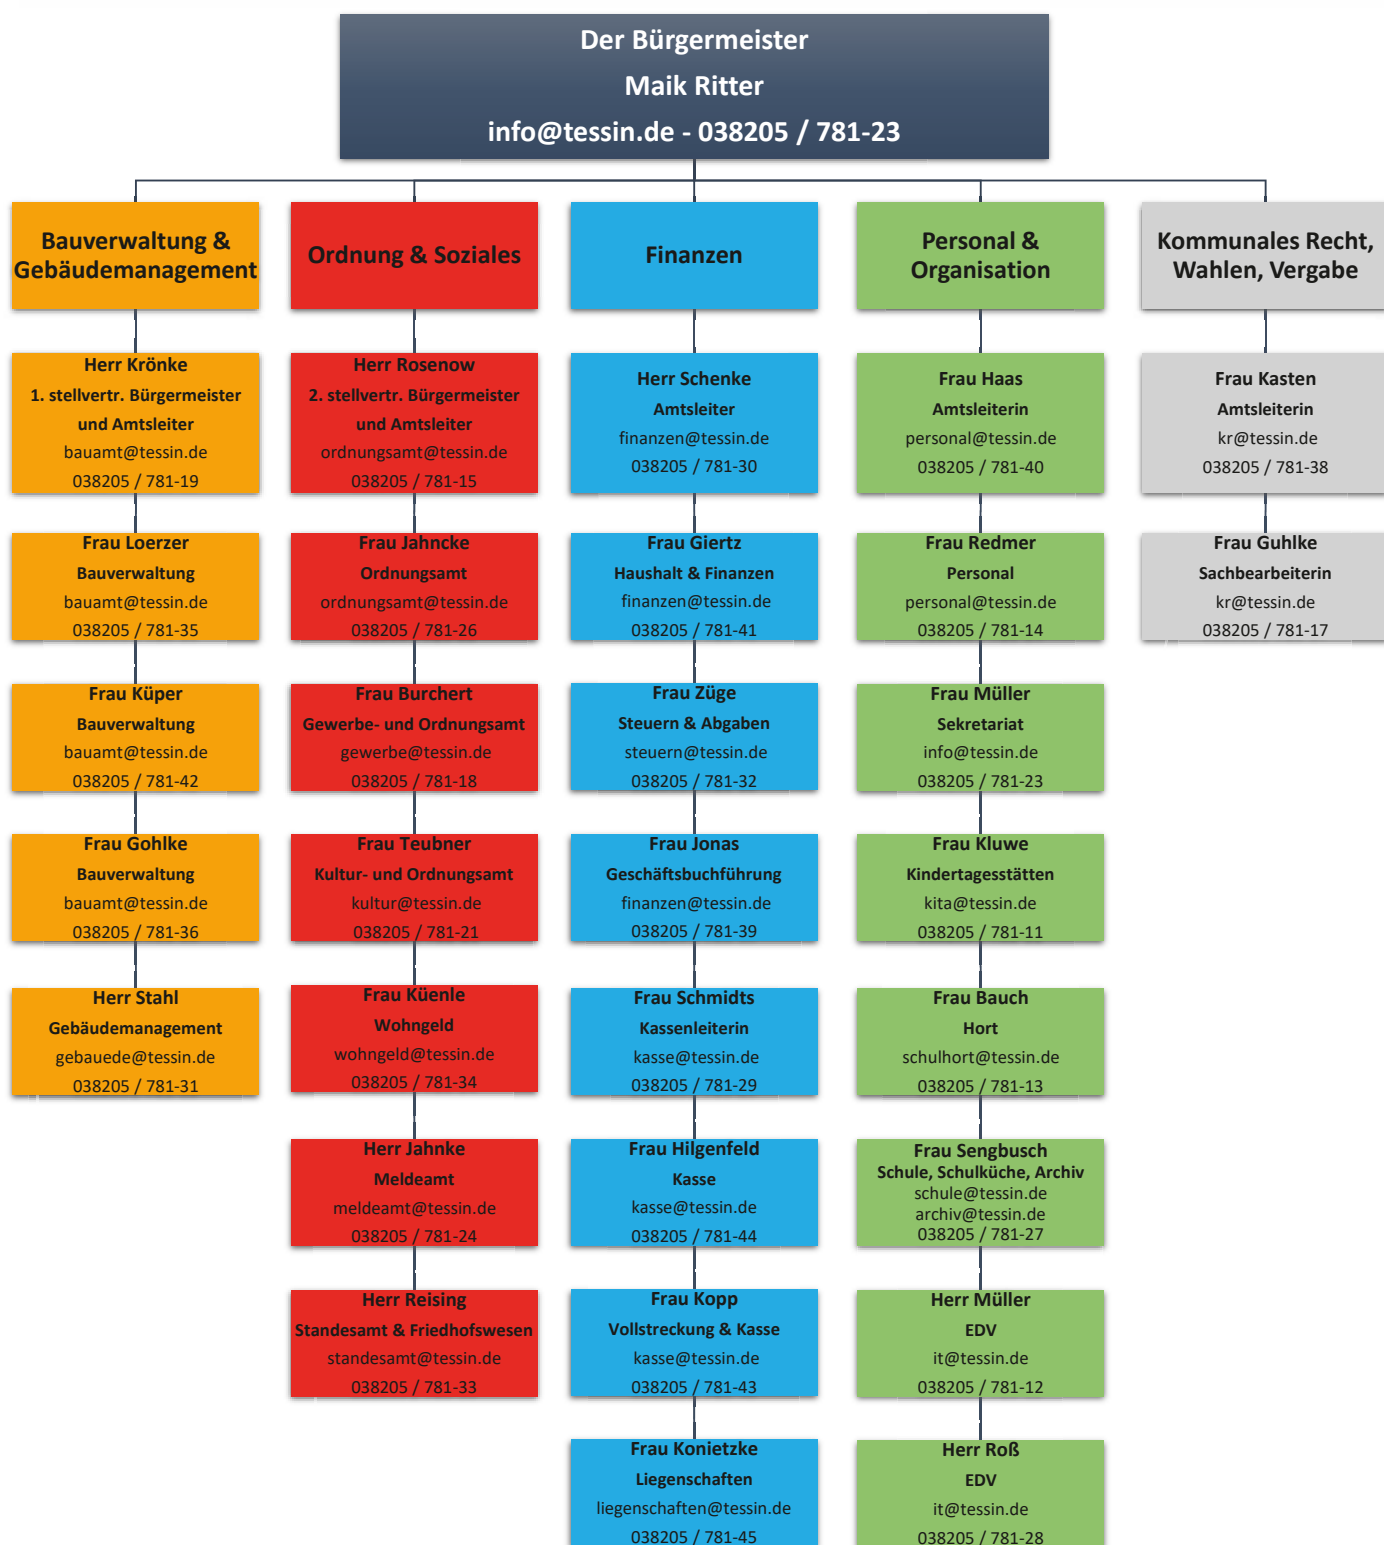 Der Bürgermeister
Maik Ritter
info@tessin.de - 038205 / 781-23
Bauverwaltung &
Gebäudemanagement
Herr Krönke
1. stellvertr. Bürgermeister
und Amtsleiter
bauamt@tessin.de
038205 / 781-19
Frau Loerzer
Bauverwaltung
bauamt@tessin.de
038205 / 781-35
Frau Küper
Bauverwaltung
bauamt@tessin.de
038205 / 781-42
Frau Gohlke
Bauverwaltung
bauamt@tessin.de
038205 / 781-36
Herr Stahl
Gebäudemanagement
gebauede@tessin.de
038205 / 781-31
Ordnung & Soziales
Herr Rosenow
2. stellvertr. Bürgermeister
und Amtsleiter
ordnungsamt@tessin.de
038205 / 781-15
Frau Jahncke
Ordnungsamt
ordnungsamt@tessin.de
038205 / 781-26
Frau Burchert
Gewerbe- und Ordnungsamt
gewerbe@tessin.de
038205 / 781-18
Frau Teubner
Kultur- und Ordnungsamt
kultur@tessin.de
038205 / 781-21
Frau Küenle
Wohngeld
wohngeld@tessin.de
038205 / 781-34
Herr Jahnke
Meldeamt
meldeamt@tessin.de
038205 / 781-24
Herr Reising
Standesamt & Friedhofswesen
standesamt@tessin.de
038205 / 781-33
Finanzen
Herr Schenke
Amtsleiter
finanzen@tessin.de
038205 / 781-30
Frau Giertz
Haushalt & Finanzen
finanzen@tessin.de
038205 / 781-41
Frau Züge
Steuern & Abgaben
steuern@tessin.de
038205 / 781-32
Frau Jonas
Geschäftsbuchführung
finanzen@tessin.de
038205 / 781-39
Frau Schmidts
Kassenleiterin
kasse@tessin.de
038205 / 781-29
Frau Hilgenfeld
Kasse
kasse@tessin.de
038205 / 781-44
Frau Kopp
Vollstreckung & Kasse
kasse@tessin.de
038205 / 781-43
Frau Konietzke
Liegenschaften
liegenschaften@tessin.de
038205 / 781-45
Personal &
Organisation
Frau Haas
Amtsleiterin
personal@tessin.de
038205 / 781-40
Frau Redmer
Personal
personal@tessin.de
038205 / 781-14
Frau Müller
Sekretariat
info@tessin.de
038205 / 781-23
Frau Kluwe
Kindertagesstätten
kita@tessin.de
038205 / 781-11
Frau Bauch
Hort
schulhort@tessin.de
038205 / 781-13
Frau Sengbusch
Schule, Schulküche, Archiv
schule@tessin.de
archiv@tessin.de
038205 / 781-27
Herr Müller
EDV
it@tessin.de
038205 / 781-12
Herr Roß
EDV
it@tessin.de
038205 / 781-28
Kommunales Recht,
Wahlen, Vergabe
Frau Kasten
Amtsleiterin
kr@tessin.de
038205 / 781-38
Frau Guhlke
Sachbearbeiterin
kr@tessin.de
038205 / 781-17